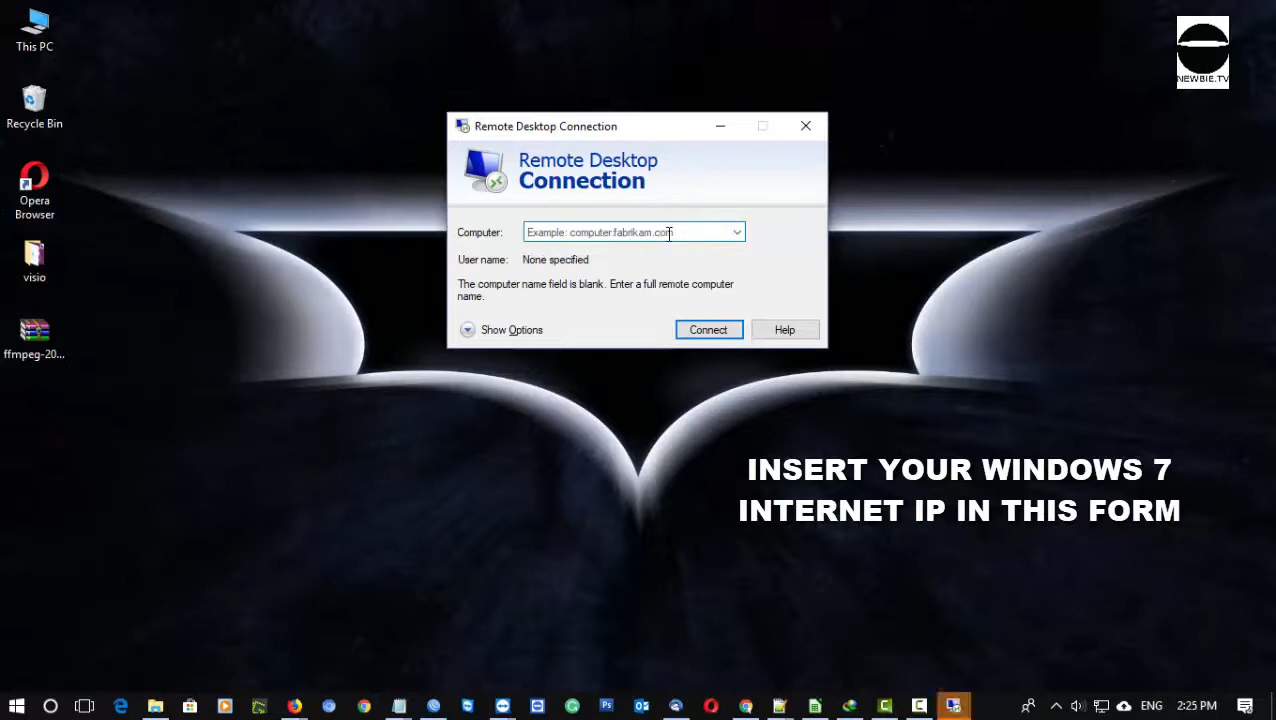 This PC
Recycle Bin
Opera
Browser
visio
ffmpeg-20...
NEWBIE.TV
Remote Desktop Connection
Remote Desktop
Connection
Computer:
Example: computer.fabrikam.com
User name:
None specified
The computer name field is blank. Enter a full remote computer
name.
Show Options
Connect
Help
INSERT YOUR WINDOWS 7
INTERNET IP IN THIS FORM
ENG
2:25 PM